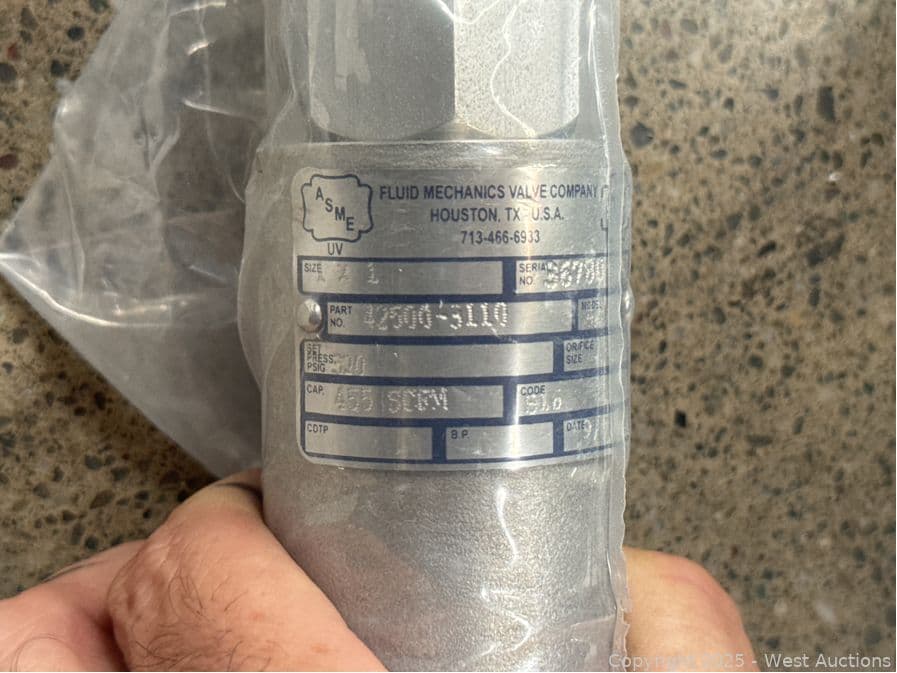 ASME
FLUID MECHANICS VALVE COMPANY
HOUSTON, TX U.S.A.
713-466-6933
UV
SIZE X 1
SERIAL NO.
PART NO. 42500-3110
SET PRESS. PSIG
ORIFICE SIZE
CAP. SCFM
CODE
CDTP
B.P.
DATE
Copyright 2025 - West Auctions